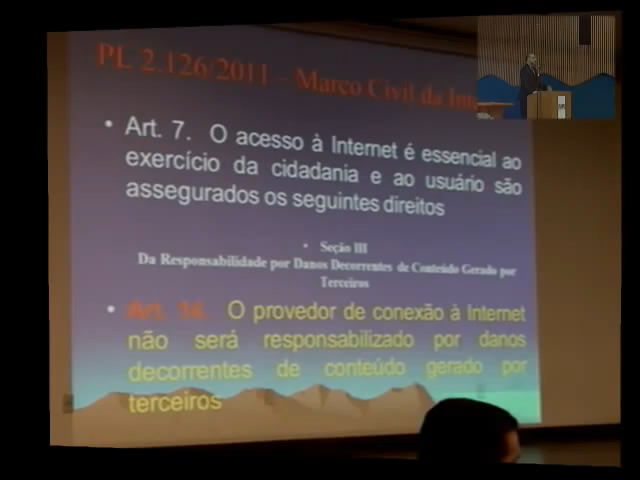 PL 2.126/2011 – Marco Civil da
• Art. 7. O acesso à Internet é essencial ao
exercício da cidadania e ao usuário são
assegurados os seguintes direitos
• Seção III
Da Responsabilidade por Danos Decorrentes de Conteúdo Gerado por
Terceiros
• Art. 14. O provedor de conexão à Internet
não será responsabilizado por danos
decorrentes de conteúdo gerado por
terceiros